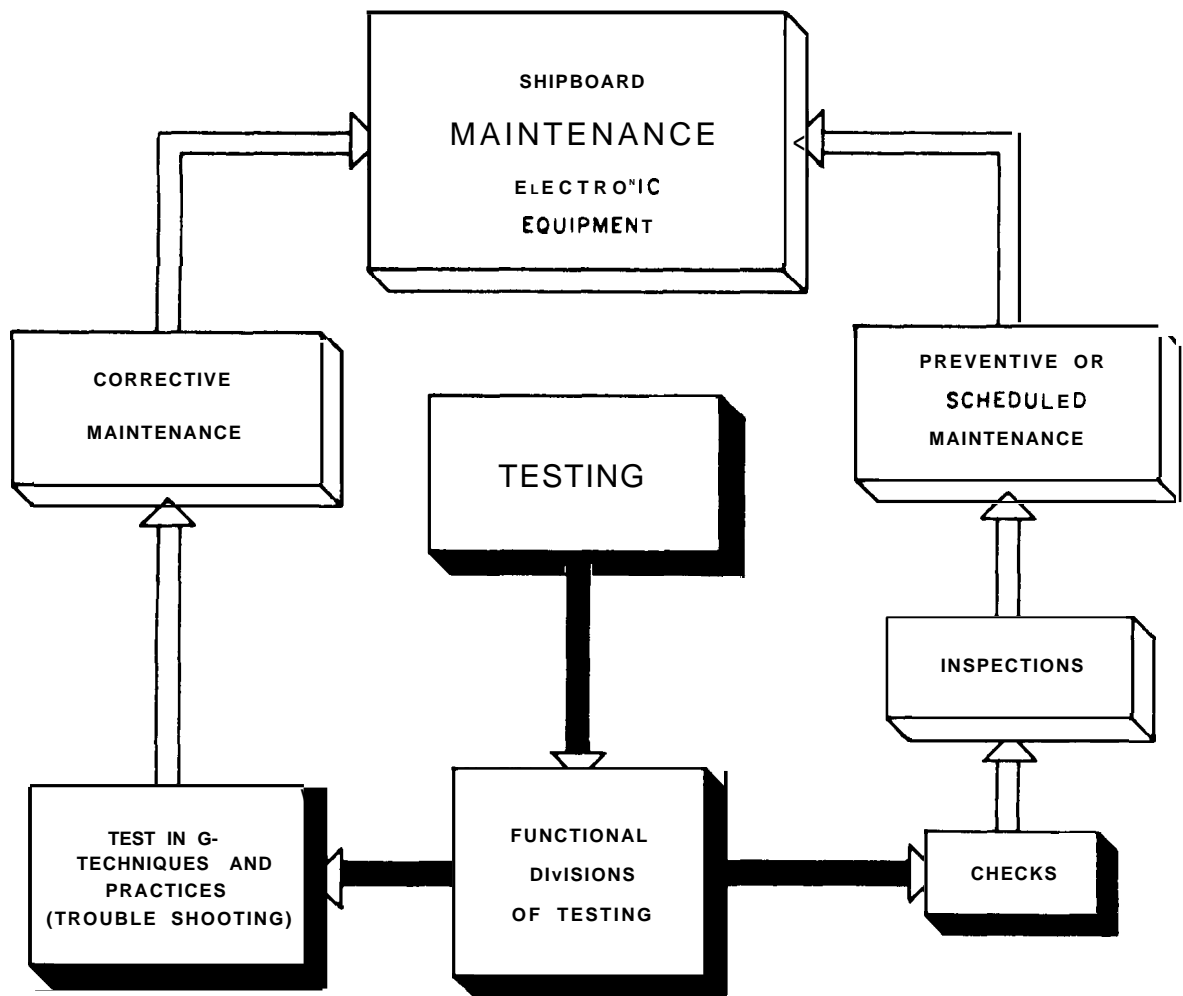 SHIPBOARD
MAINTENANCE
ELECTRONIC
EQUIPMENT
CORRECTIVE
MAINTENANCE
PREVENTIVE OR
SCHEDULED
MAINTENANCE
TESTING
INSPECTIONS
TEST IN G-
TECHNIQUES AND
PRACTICES
(TROUBLE SHOOTING)
FUNCTIONAL
DIvISIONS
OF TESTING
CHECKS